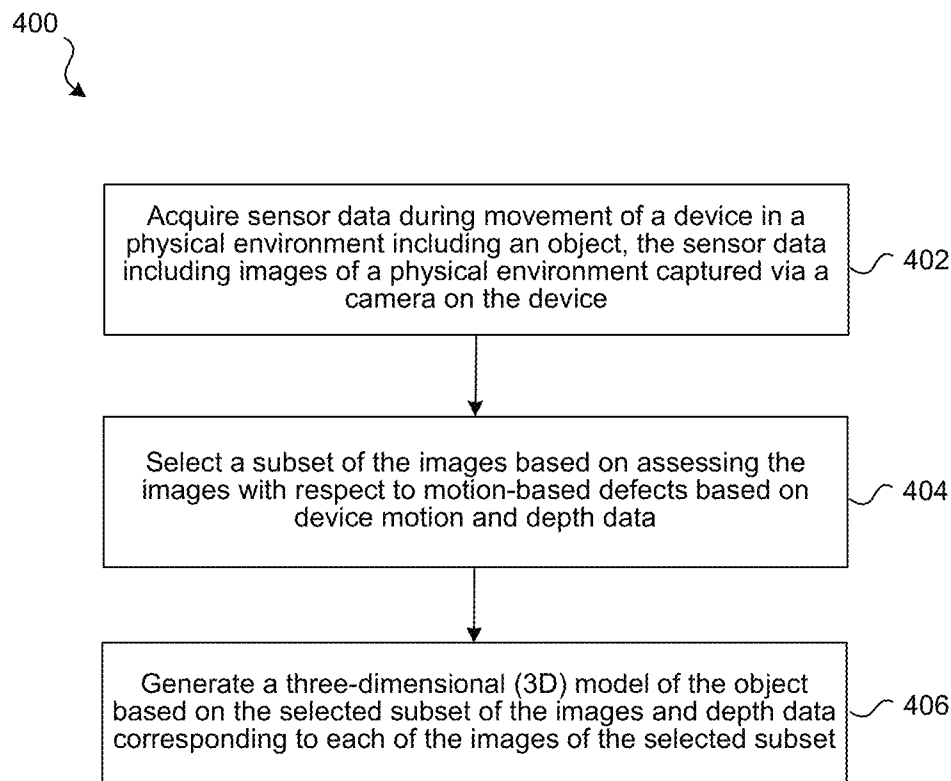 400
Acquire sensor data during movement of a device in a
physical environment including an object, the sensor data
including images of a physical environment captured via a
camera on the device
402
Select a subset of the images based on assessing the
images with respect to motion-based defects based on
device motion and depth data
404
Generate a three-dimensional (3D) model of the object
based on the selected subset of the images and depth data
corresponding to each of the images of the selected subset
406